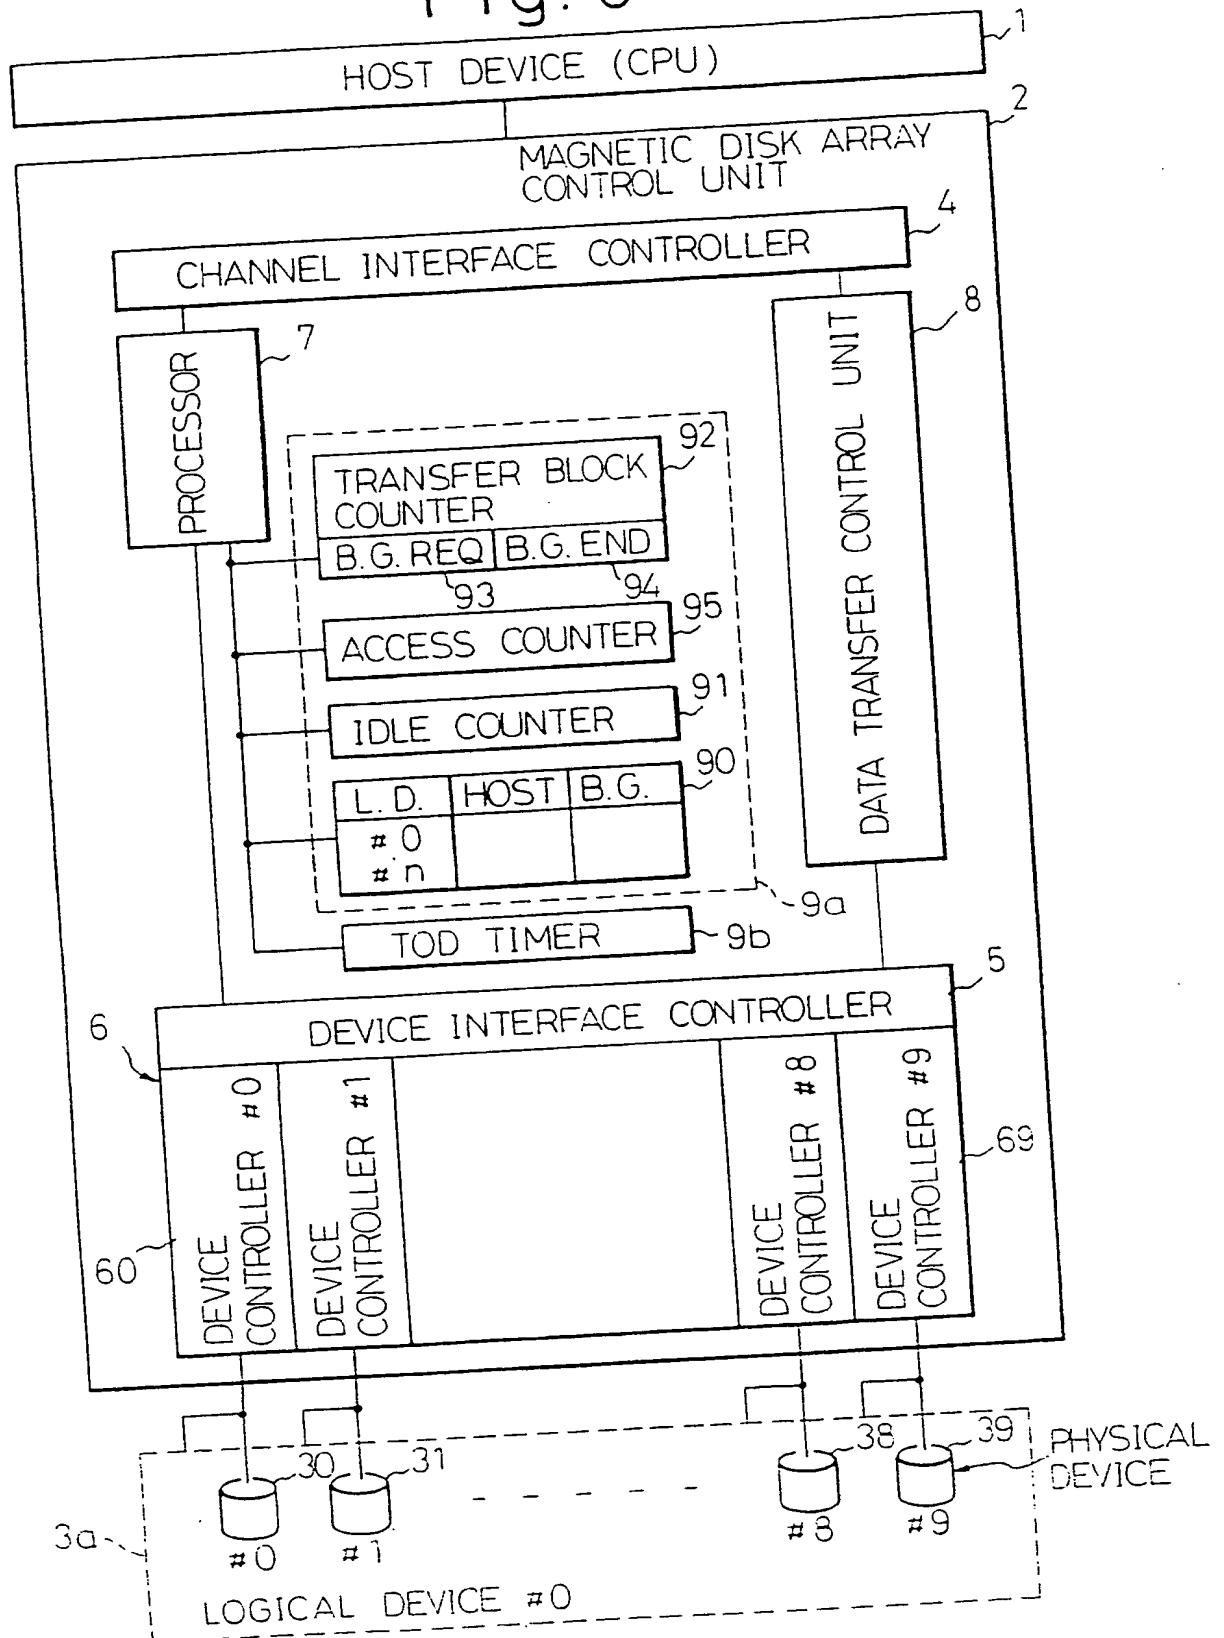 HOST DEVICE (CPU)
1
2
MAGNETIC DISK ARRAY
CONTROL UNIT
4
CHANNEL INTERFACE CONTROLLER
7
8
PROCESSOR
DATA TRANSFER CONTROL UNIT
92
TRANSFER BLOCK
COUNTER
B.G. REQ B.G. END
93
94
95
ACCESS COUNTER
91
IDLE COUNTER
90
L. D. HOST B.G.
#0
#n
9a
TOD TIMER
9b
5
6
DEVICE INTERFACE CONTROLLER
DEVICE
CONTROLLER #0
DEVICE
CONTROLLER #1
DEVICE
CONTROLLER #8
DEVICE
CONTROLLER #9
60
69
30
31
38
39
PHYSICAL
DEVICE
3a
#0
#1
- - - - -
#8
#9
LOGICAL DEVICE #0